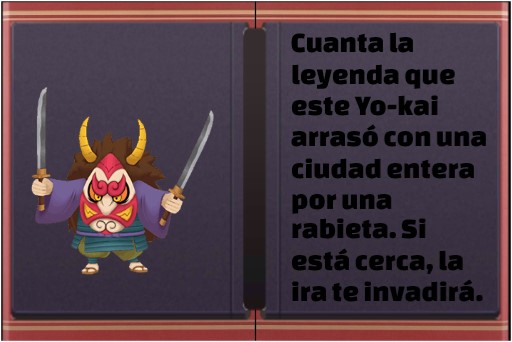 Cuanta la
leyenda que
este Yo-kai
arrasó con una
ciudad entera
por una
rabieta. Si
está cerca, la
ira te invadirá.